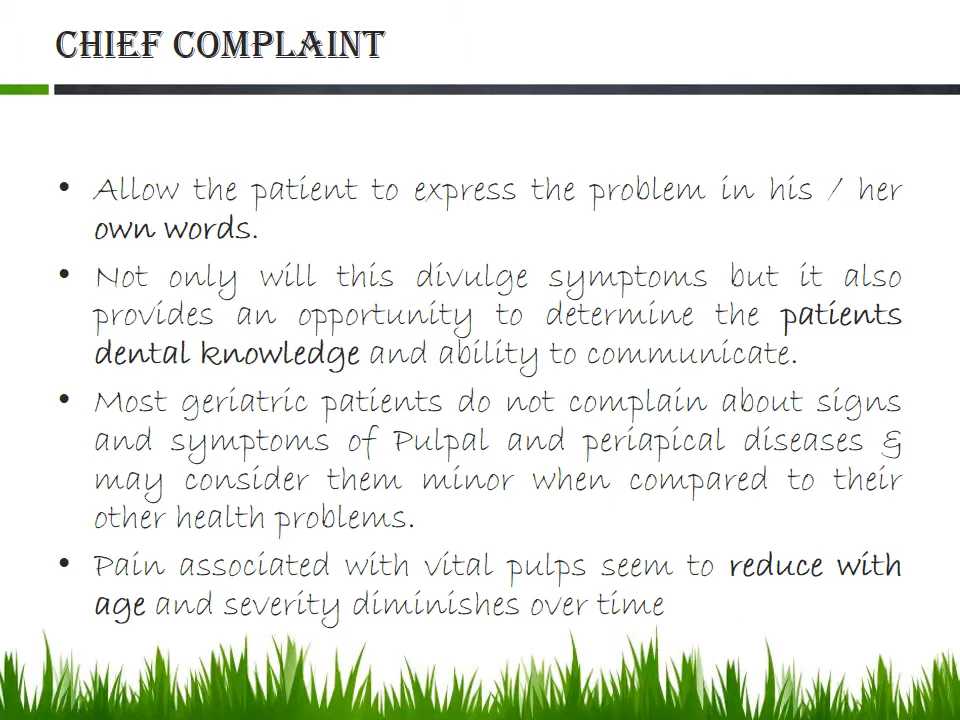 CHIEF COMPLAINT
• Allow the patient to express the problem in his / her
own words.
• Not only will this divulge symptoms but it also
provides an opportunity to determine the patients
dental knowledge and ability to communicate.
• Most geriatric patients do not complain about signs
and symptoms of Pulpal and periapical diseases &
may consider them minor when compared to their
other health problems.
• Pain associated with vital pulps seem to reduce with
age and severity diminishes over time